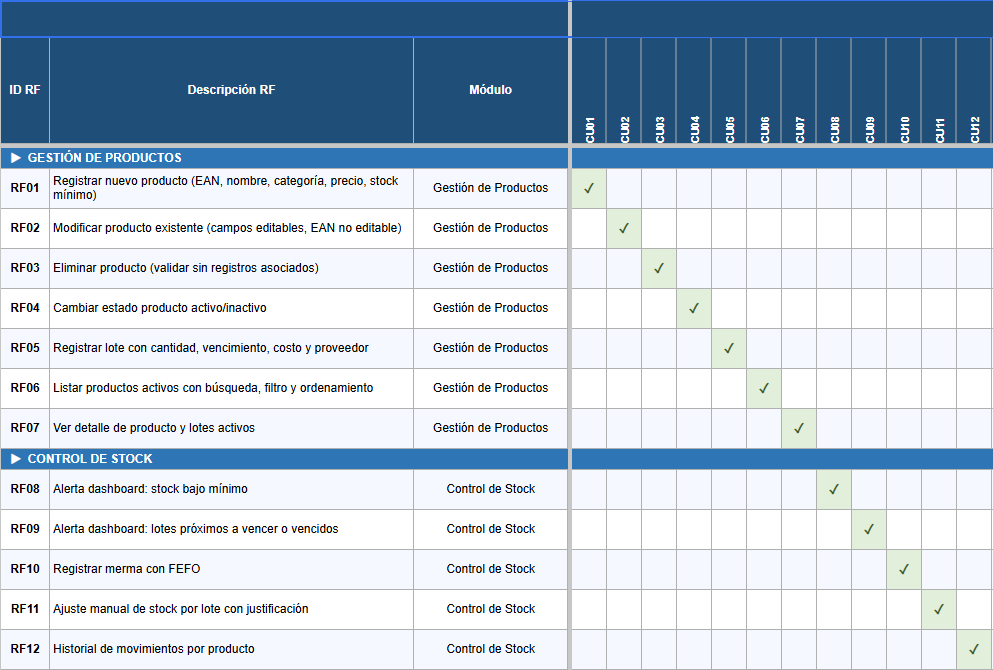 ID RF Descripción RF Módulo CU01 CU02 CU03 CU04 CU05 CU06 CU07 CU08 CU09 CU10 CU11 CU12
▶ GESTIÓN DE PRODUCTOS
RF01 Registrar nuevo producto (EAN, nombre, categoría, precio, stock mínimo) Gestión de Productos ✓
RF02 Modificar producto existente (campos editables, EAN no editable) Gestión de Productos ✓
RF03 Eliminar producto (validar sin registros asociados) Gestión de Productos ✓
RF04 Cambiar estado producto activo/inactivo Gestión de Productos ✓
RF05 Registrar lote con cantidad, vencimiento, costo y proveedor Gestión de Productos ✓
RF06 Listar productos activos con búsqueda, filtro y ordenamiento Gestión de Productos ✓
RF07 Ver detalle de producto y lotes activos Gestión de Productos ✓
▶ CONTROL DE STOCK
RF08 Alerta dashboard: stock bajo mínimo Control de Stock ✓
RF09 Alerta dashboard: lotes próximos a vencer o vencidos Control de Stock ✓
RF10 Registrar merma con FEFO Control de Stock ✓
RF11 Ajuste manual de stock por lote con justificación Control de Stock ✓
RF12 Historial de movimientos por producto Control de Stock ✓